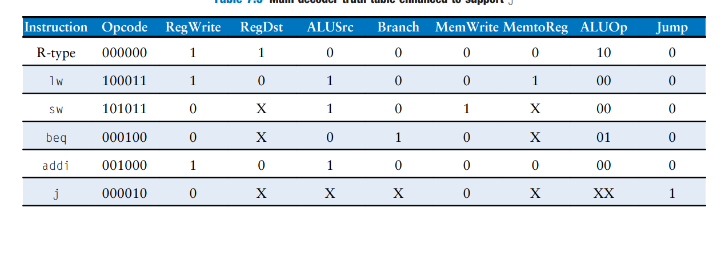 Table 7.5 Main decoder truth table enhanced to support j
Instruction Opcode RegWrite RegDst ALUSrc Branch MemWrite MemtoReg ALUOp Jump
R-type 000000 1 1 0 0 0 0 10 0
lw 100011 1 0 1 0 0 1 00 0
sw 101011 0 X 1 0 1 X 00 0
beq 000100 0 X 0 1 0 X 01 0
addi 001000 1 0 1 0 0 0 00 0
j 000010 0 X X X 0 X XX 1